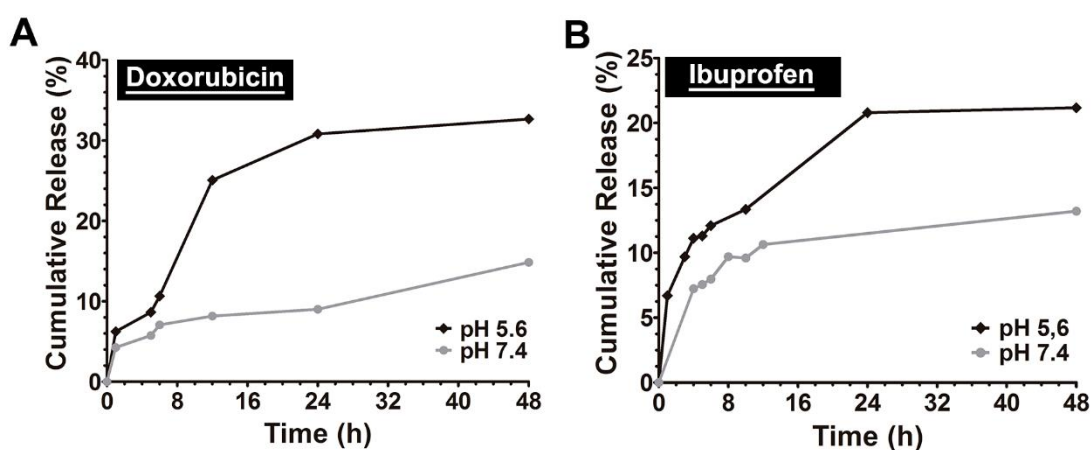 A
Doxorubicin
Cumulative Release (%)
40
30
20
10
0
pH 5.6
pH 7.4
0 8 16 24 32 40 48
Time (h)
B
Ibuprofen
Cumulative Release (%)
25
20
15
10
5
0
pH 5,6
pH 7.4
0 4 8 12 16 24 32 40 48
Time (h)